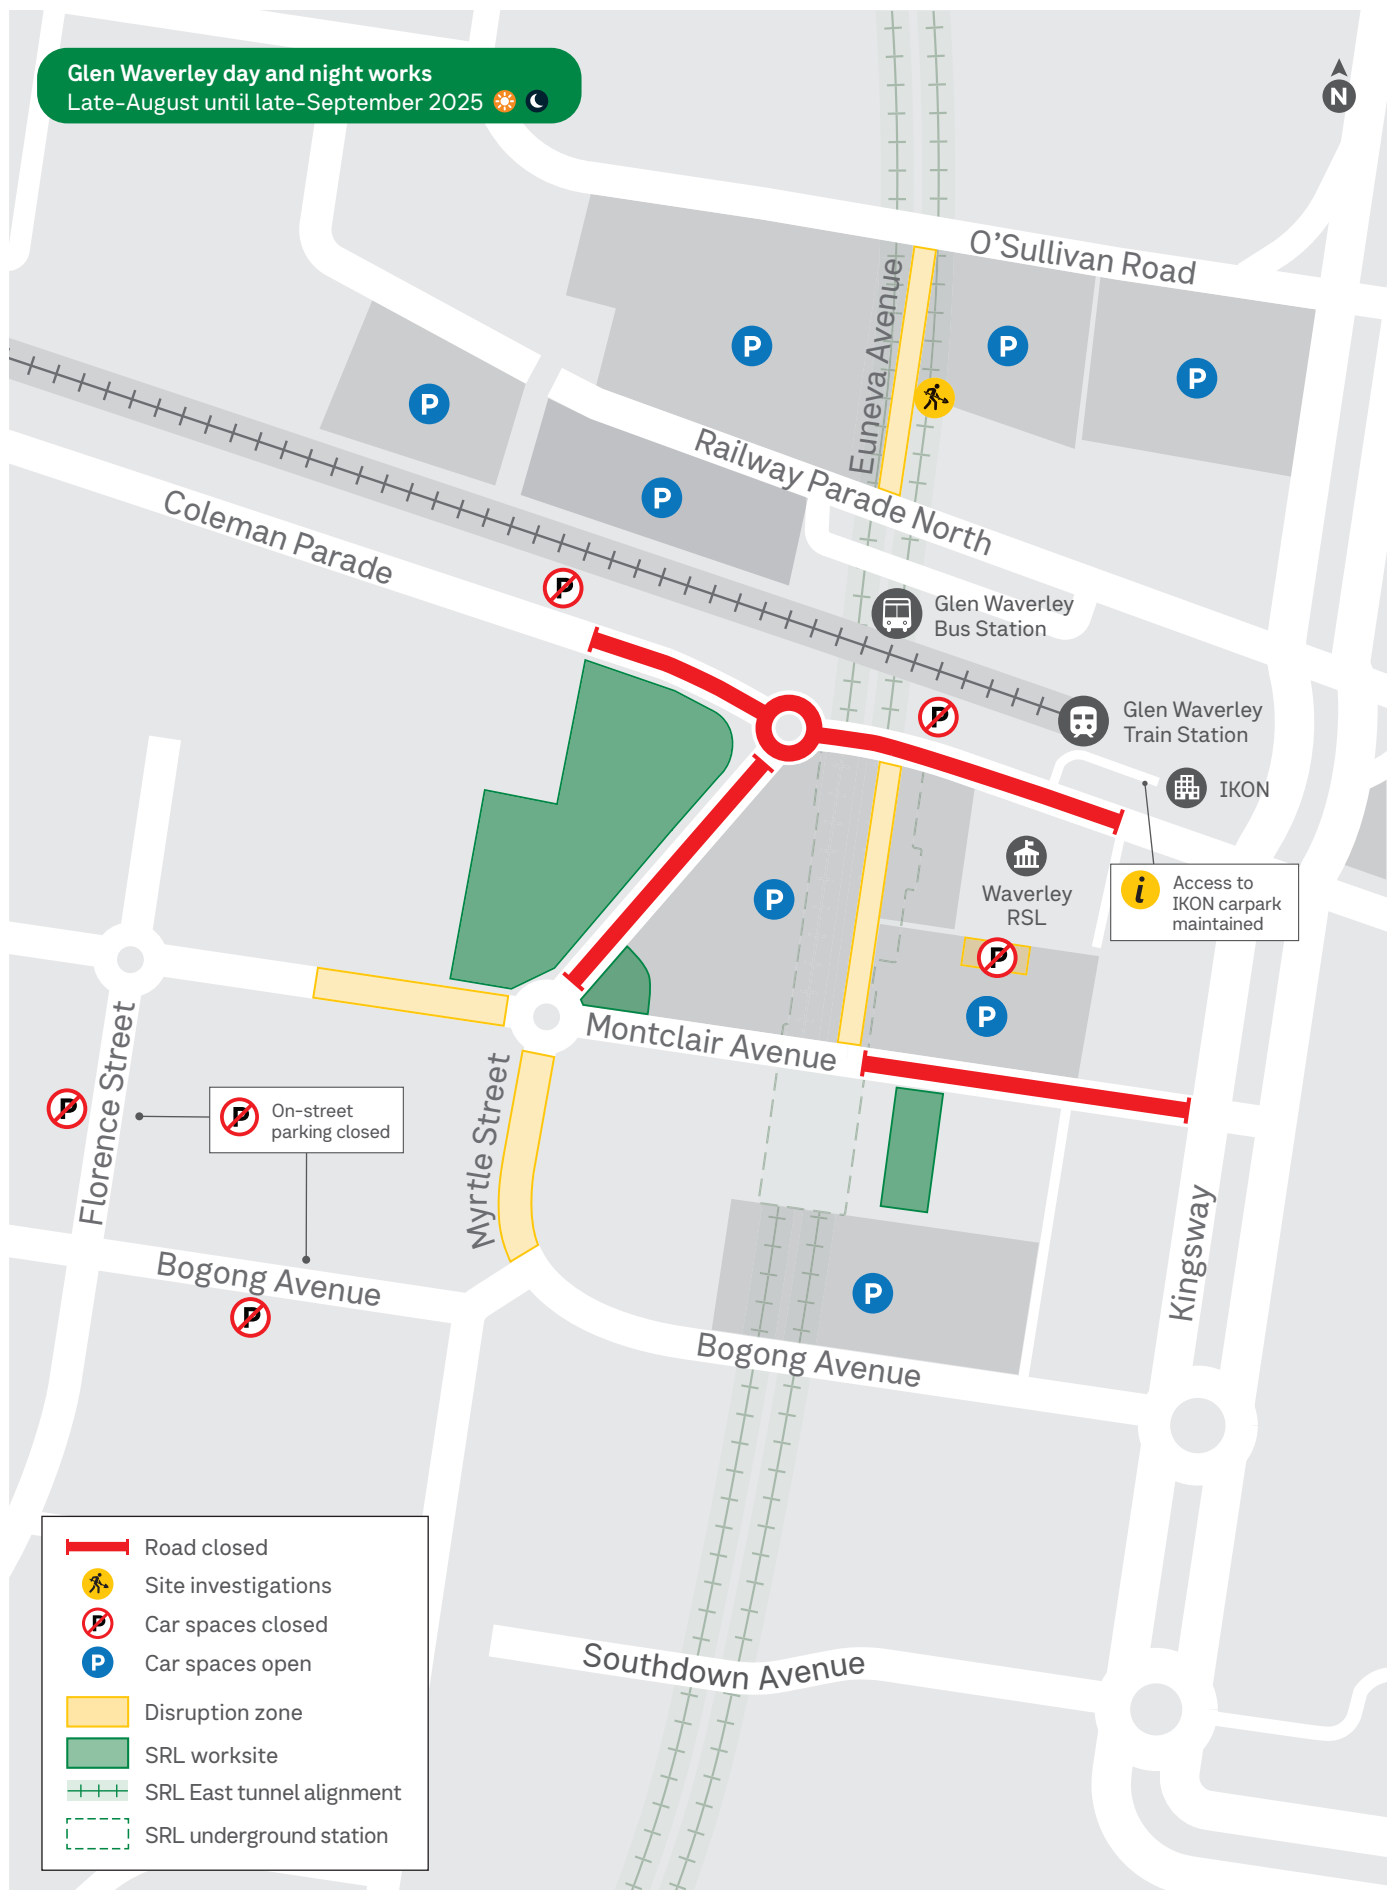 Glen Waverley day and night works
Late-August until late-September 2025
N
O'Sullivan Road
Euneva Avenue
P
P
P
P
Railway Parade North
P
Coleman Parade
P
Glen Waverley
Bus Station
P
Glen Waverley
Train Station
IKON
i
Access to
IKON carpark
maintained
Waverley
RSL
P
P
P
Montclair Avenue
Florence Street
P
P
On-street
parking closed
Myrtle Street
Kingsway
Bogong Avenue
P
P
Bogong Avenue
Southdown Avenue
Road closed
Site investigations
P
Car spaces closed
P
Car spaces open
Disruption zone
SRL worksite
SRL East tunnel alignment
SRL underground station